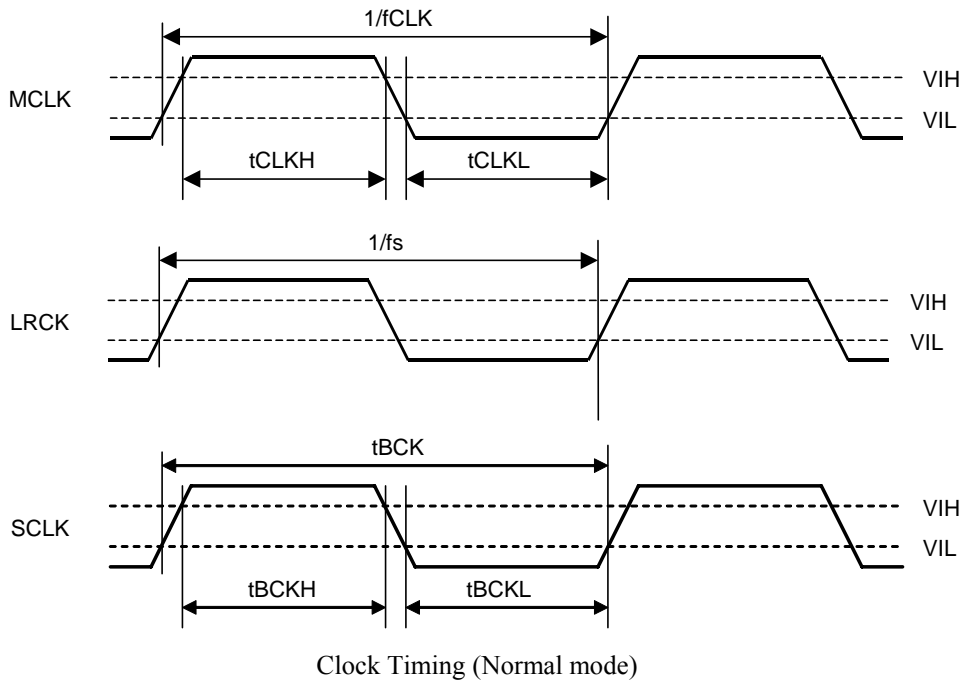 1/fCLK
MCLK
VIH
VIL
tCLKH
tCLKL
1/fs
LRCK
VIH
VIL
tBCK
SCLK
VIH
VIL
tBCKH
tBCKL
Clock Timing (Normal mode)